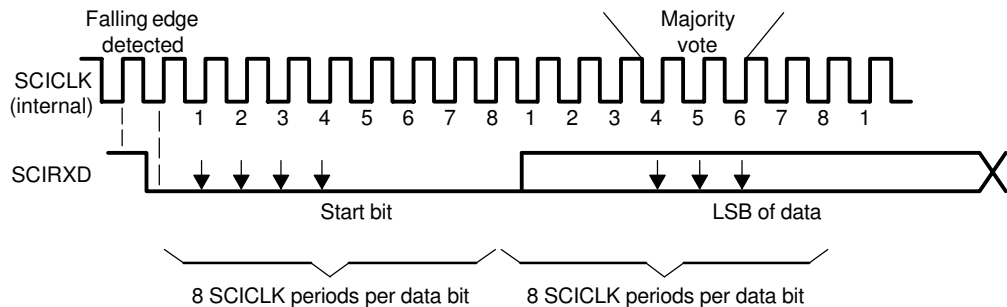 Falling edge
detected
Majority
vote
SCICLK
(internal)
1 2 3 4 5 6 7 8 1 2 3 4 5 6 7 8 1
SCIRXD
Start bit
LSB of data
8 SCICLK periods per data bit
8 SCICLK periods per data bit